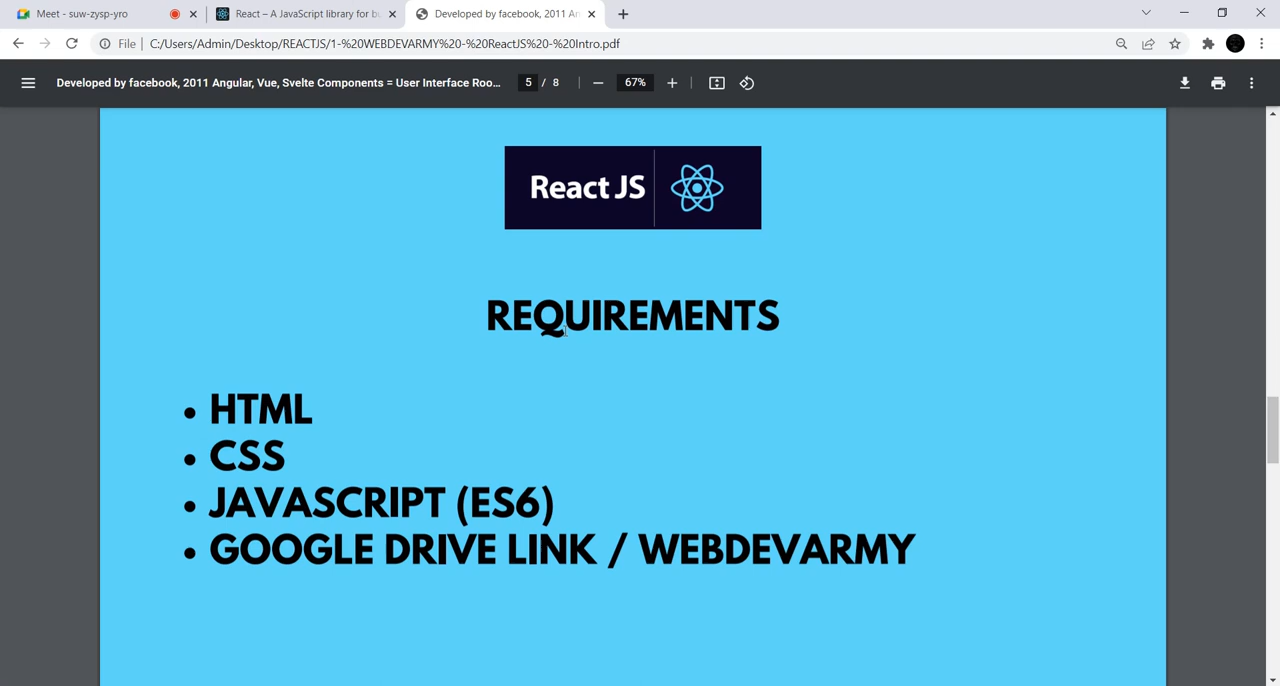 Meet - suw-zysp-yro
React – A JavaScript library for bu
Developed by facebook, 2011 An
File
C:/Users/Admin/Desktop/REACTJS/1-%20WEBDEVARMY%20-%20ReactJS%20-%20Intro.pdf
Developed by facebook, 2011 Angular, Vue, Svelte Components = User Interface Roo...
5 / 8
67%
React JS
REQUIREMENTS
• HTML
• CSS
• JAVASCRIPT (ES6)
• GOOGLE DRIVE LINK / WEBDEVARMY